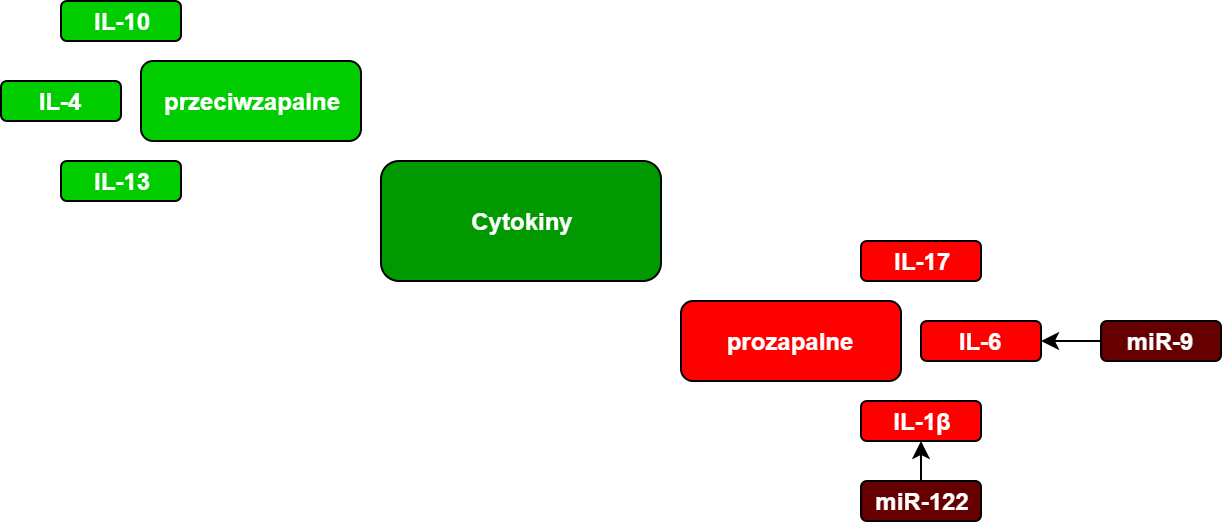 IL-10
IL-4
przeciwzapalne
IL-13
Cytokiny
IL-17
prozapalne
IL-6
miR-9
IL-1β
miR-122